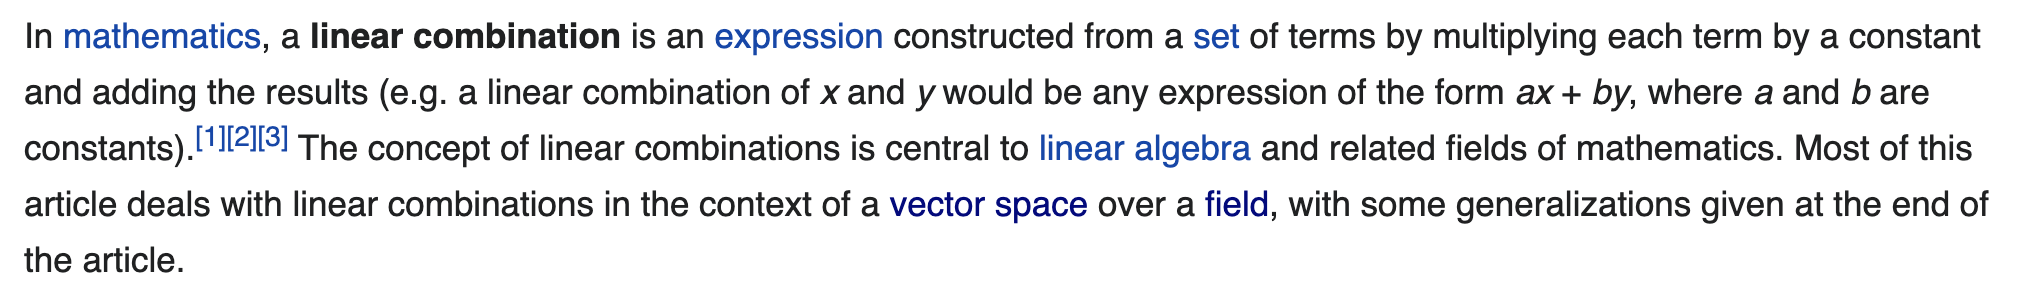 In mathematics, a linear combination is an expression constructed from a set of terms by multiplying each term by a constant
and adding the results (e.g. a linear combination of x and y would be any expression of the form ax + by, where a and b are
constants).[1][2][3] The concept of linear combinations is central to linear algebra and related fields of mathematics. Most of this
article deals with linear combinations in the context of a vector space over a field, with some generalizations given at the end of
the article.